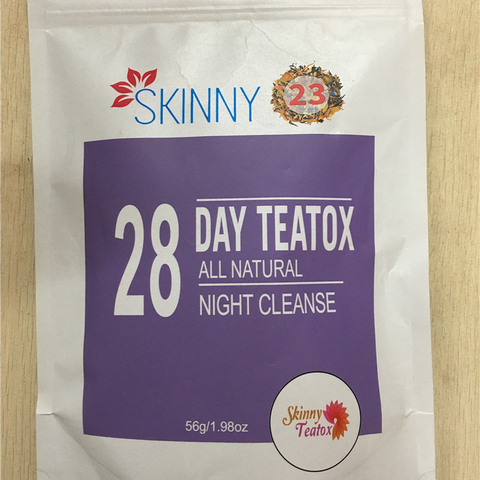 SKINNY 23
28 DAY TEATOX
ALL NATURAL
NIGHT CLEANSE
56g/1.98oz
Skinny
Teatox